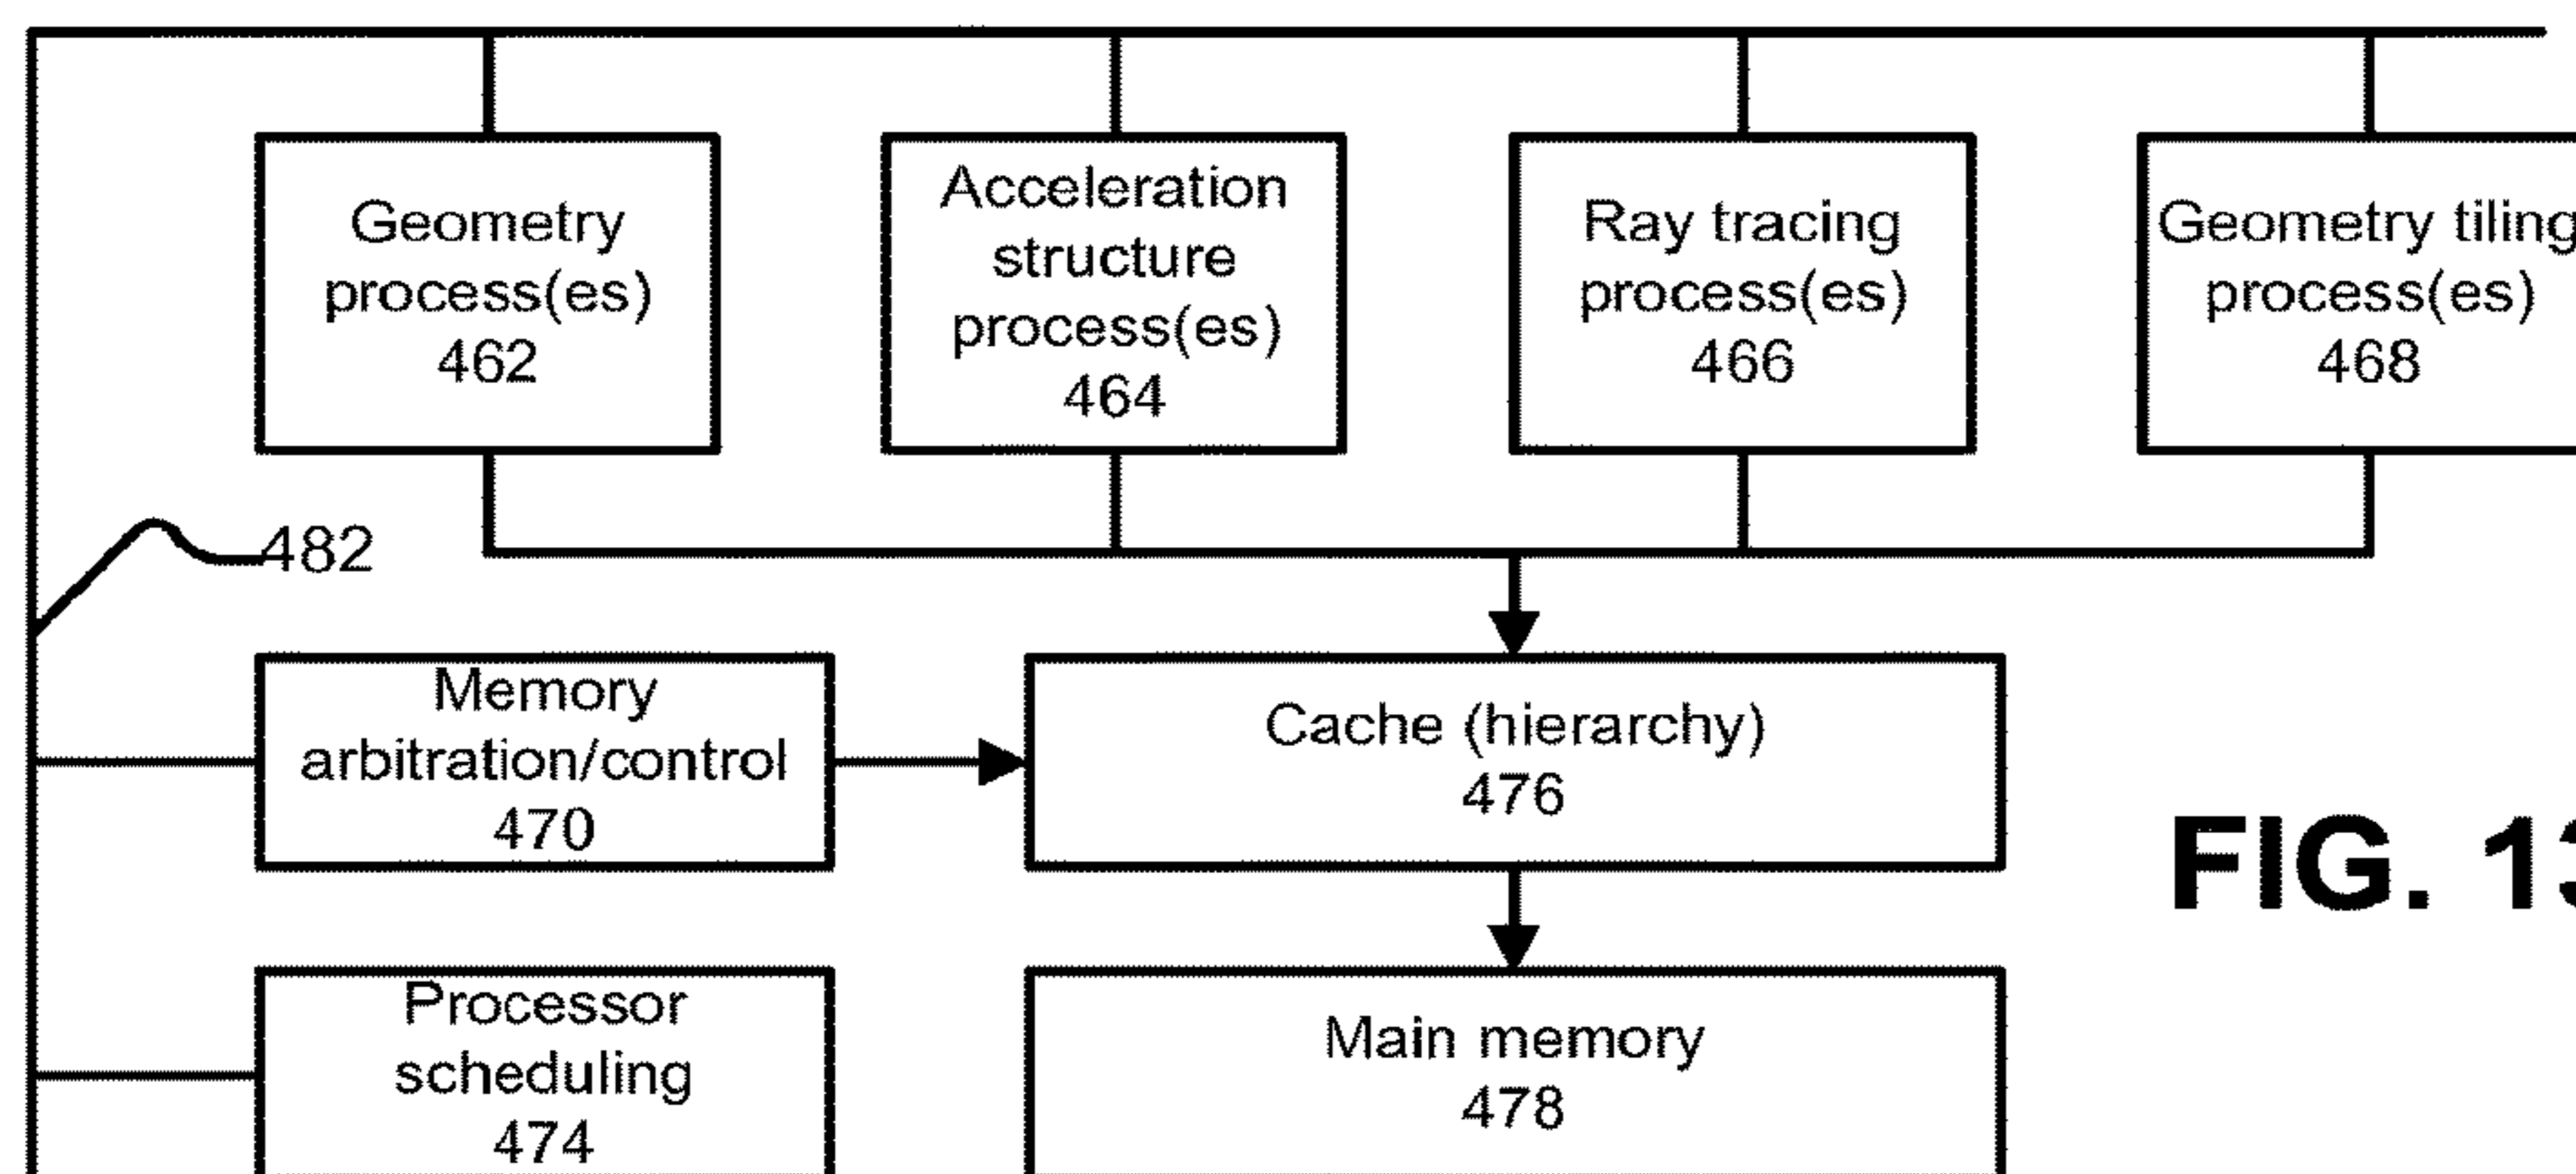 Geometry
process(es)
462
Acceleration
structure
process(es)
464
Ray tracing
process(es)
466
Geometry tiling
process(es)
468
482
Memory
arbitration/control
470
Cache (hierarchy)
476
FIG. 13
Processor
scheduling
474
Main memory
478